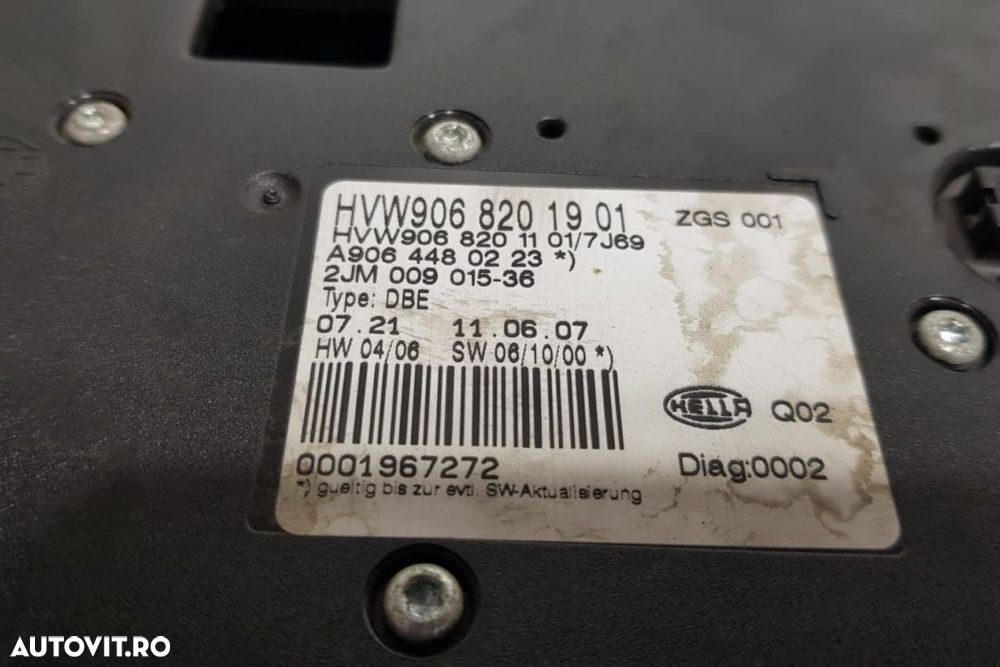 HVW906 820 19 01 ZGS 001
HVW906 820 11 01/7J69
A906 448 02 23 *)
2JM 009 015-36
Type: DBE
07.21 11.06.07
HW 04/06 SW 06/10/00 *)
HELLA Q02
0001967272 Diag:0002
*) gueltig bis zur evtl. SW-Aktualisierung
AUTOVIT.RO